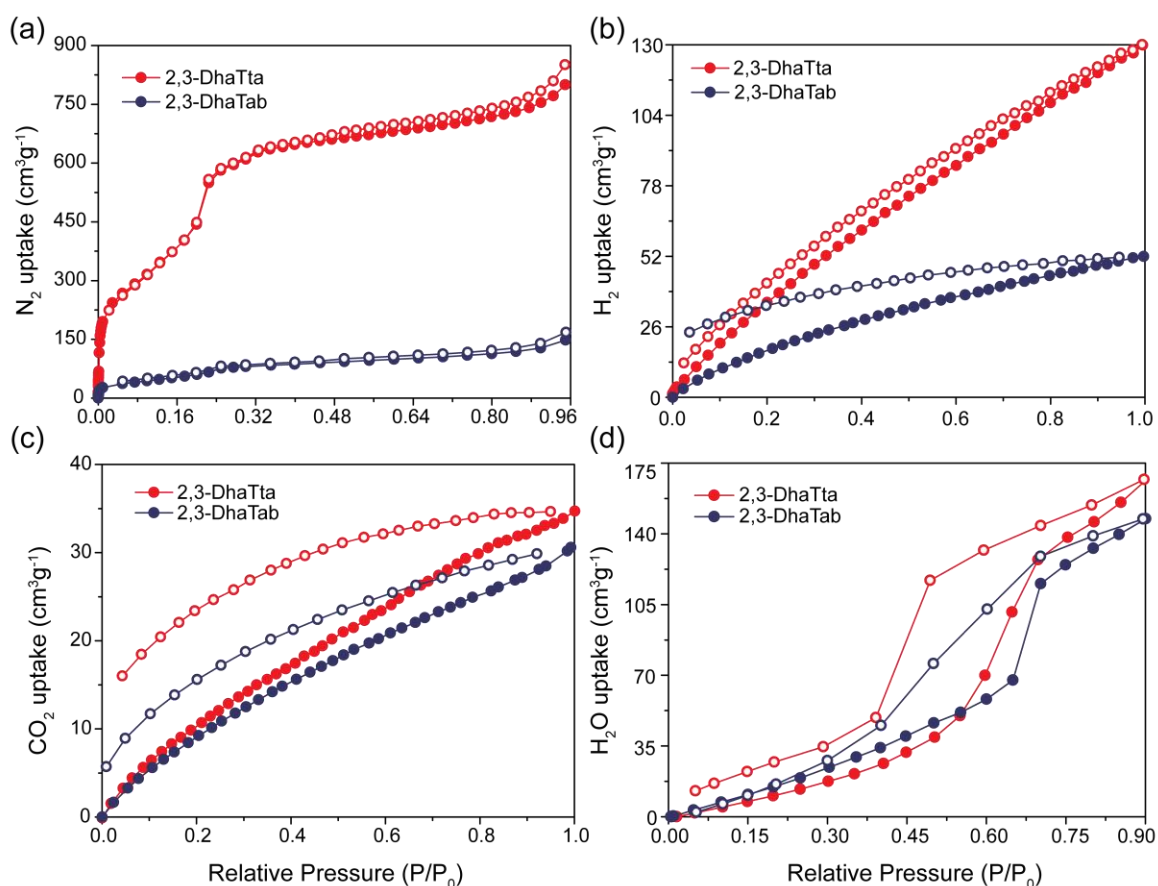 (a)
900
750
600
450
300
150
0
N₂ uptake (cm³g⁻¹)
2,3-DhaTta
2,3-DhaTab
0.00 0.16 0.32 0.48 0.64 0.80 0.96
(b)
130
104
78
52
26
0
H₂ uptake (cm³g⁻¹)
2,3-DhaTta
2,3-DhaTab
0.0 0.2 0.4 0.6 0.8 1.0
(c)
40
30
20
10
0
CO₂ uptake (cm³g⁻¹)
2,3-DhaTta
2,3-DhaTab
0.0 0.2 0.4 0.6 0.8 1.0
Relative Pressure (P/P₀)
(d)
175
140
105
70
35
0
H₂O uptake (cm³g⁻¹)
2,3-DhaTta
2,3-DhaTab
0.00 0.15 0.30 0.45 0.60 0.75 0.90
Relative Pressure (P/P₀)